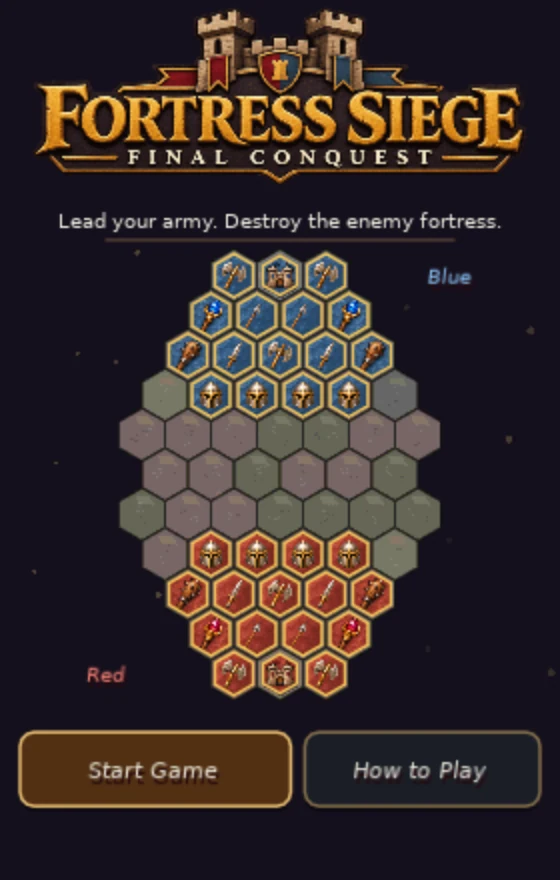 FORTRESS SIEGE
FINAL CONQUEST
Lead your army. Destroy the enemy fortress.
Blue
Red
Start Game
How to Play